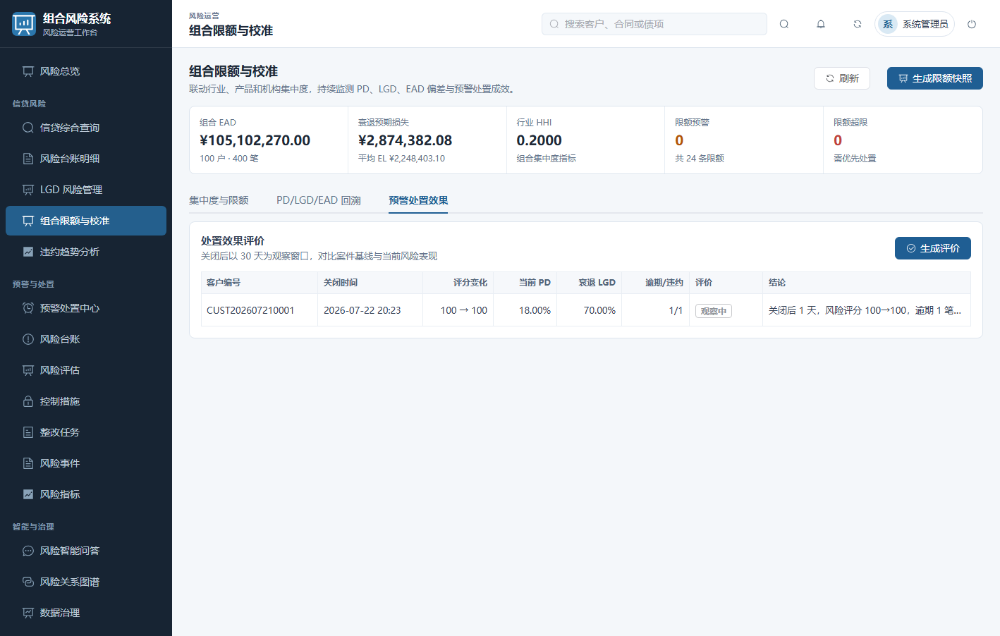 组合风险系统
风险运营工作台
风险总览
信贷风险
信贷综合查询
风险台账明细
LGD 风险管理
组合限额与校准
违约趋势分析
预警与处置
预警处置中心
风险台账
风险评估
控制措施
整改任务
风险事件
风险指标
智能与治理
风险智能问答
风险关系图谱
数据治理
风险运营
组合限额与校准
搜索客户、合同或债项
系
系统管理员
组合限额与校准
联动行业、产品和机构集中度，持续监测 PD、LGD、EAD 偏差与预警处置成效。
刷新
生成限额快照
组合 EAD
¥105,102,270.00
100 户 · 400 笔
衰退预期损失
¥2,874,382.08
平均 EL ¥2,248,403.10
行业 HHI
0.2000
组合集中度指标
限额预警
0
共 24 条限额
限额超限
0
需优先处置
集中度与限额
PD/LGD/EAD 回溯
预警处置效果
处置效果评价
关闭后以 30 天为观察窗口，对比案件基线与当前风险表现
生成评价
客户编号 关闭时间 评分变化 当前 PD 衰退 LGD 逾期/违约 评价 结论
CUST202607210001 2026-07-22 20:23 100 → 100 18.00% 70.00% 1/1 观察中 关闭后 1 天，风险评分 100→100，逾期 1 笔...